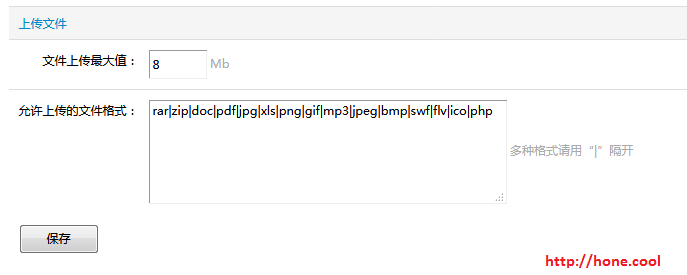 上传文件
文件上传最大值： 8 Mb
允许上传的文件格式： rar|zip|doc|pdf|jpg|xls|png|gif|mp3|jpeg|bmp|swf|flv|ico|php
多种格式请用“|”隔开
保存
http://hone.cool